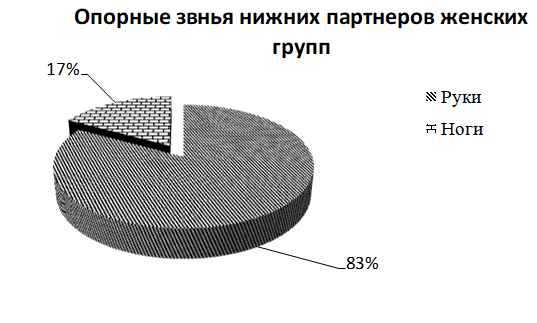 Опорные звнья нижних партнеров женских
групп
17%
Руки
Ноги
83%